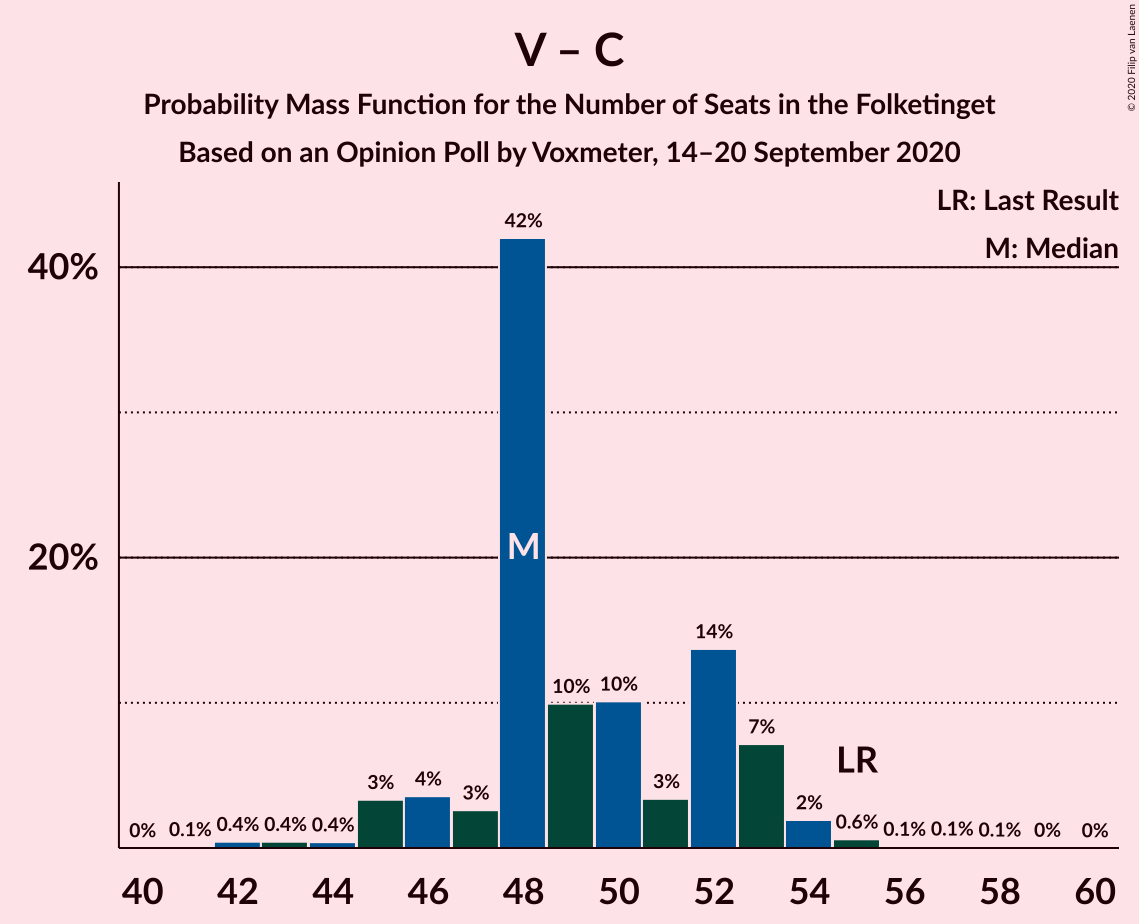 V – C
Probability Mass Function for the Number of Seats in the Folketinget
Based on an Opinion Poll by Voxmeter, 14–20 September 2020
© 2020 Filip van Laenen
LR: Last Result
M: Median
40%
20%
0% 0.1% 0.4% 0.4% 0.4% 3% 4% 3% 42% 10% 10% 3% 14% 7% 2% 0.6% 0.1% 0.1% 0.1% 0% 0%
M
LR
40 42 44 46 48 50 52 54 56 58 60